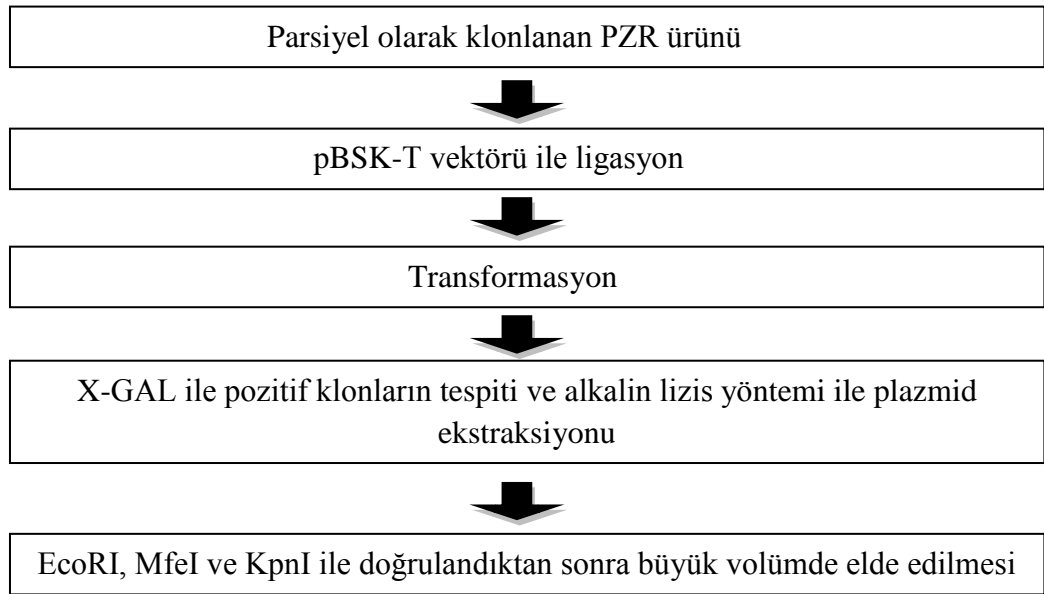 Parsiyel olarak klonlanan PZR ürünü
pBSK-T vektörü ile ligasyon
Transformasyon
X-GAL ile pozitif klonların tespiti ve alkalin lizis yöntemi ile plazmid
ekstraksiyonu
EcoRI, MfeI ve KpnI ile doğrulandıktan sonra büyük volümde elde edilmesi